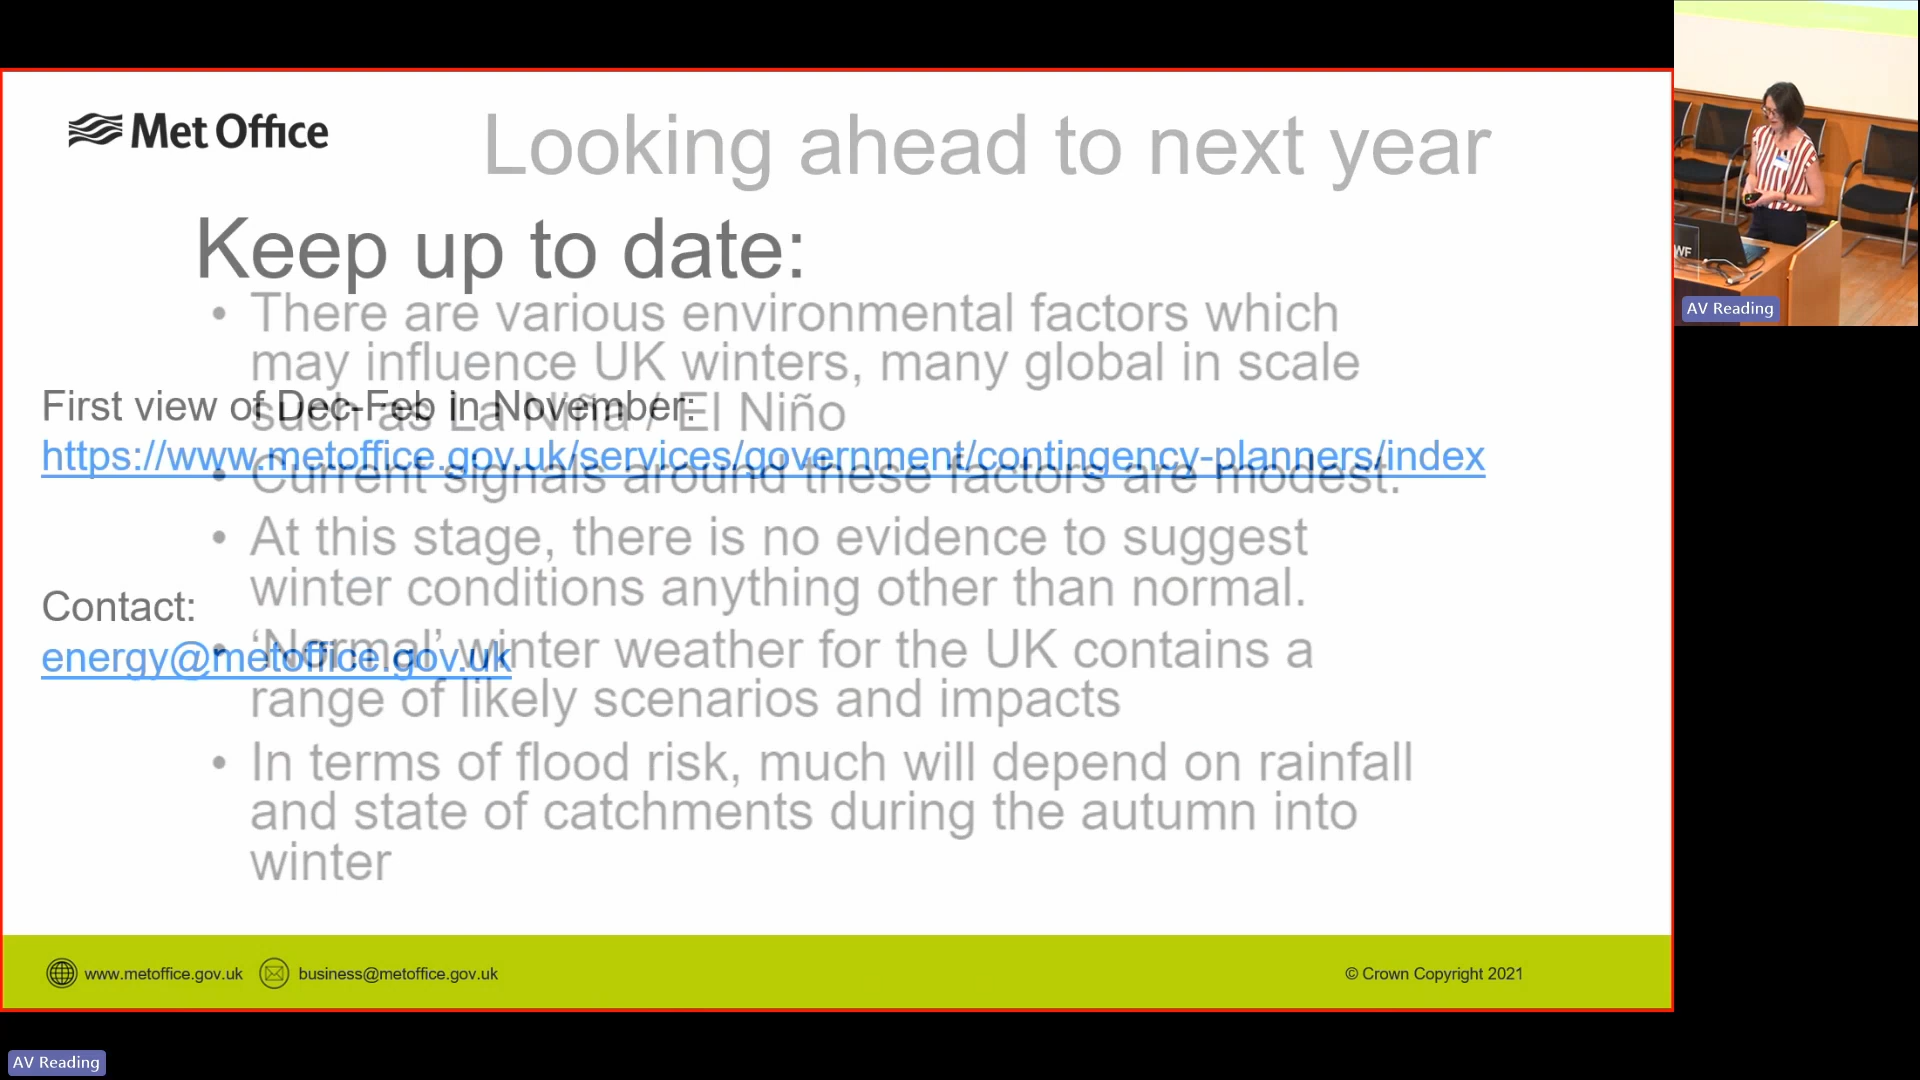 Met Office
Looking ahead to next year
Keep up to date:
• There are various environmental factors which
may influence UK winters, many global in scale
such as La Niña / El Niño
First view of Dec-Feb in November:
https://www.metoffice.gov.uk/services/government/contingency-planners/index
• Current signals around these factors are modest.
• At this stage, there is no evidence to suggest
winter conditions anything other than normal.
Contact:
energy@metoffice.gov.uk
• ‘Normal’ winter weather for the UK contains a
range of likely scenarios and impacts
• In terms of flood risk, much will depend on rainfall
and state of catchments during the autumn into
winter
www.metoffice.gov.uk business@metoffice.gov.uk © Crown Copyright 2021
WF
AV Reading
AV Reading